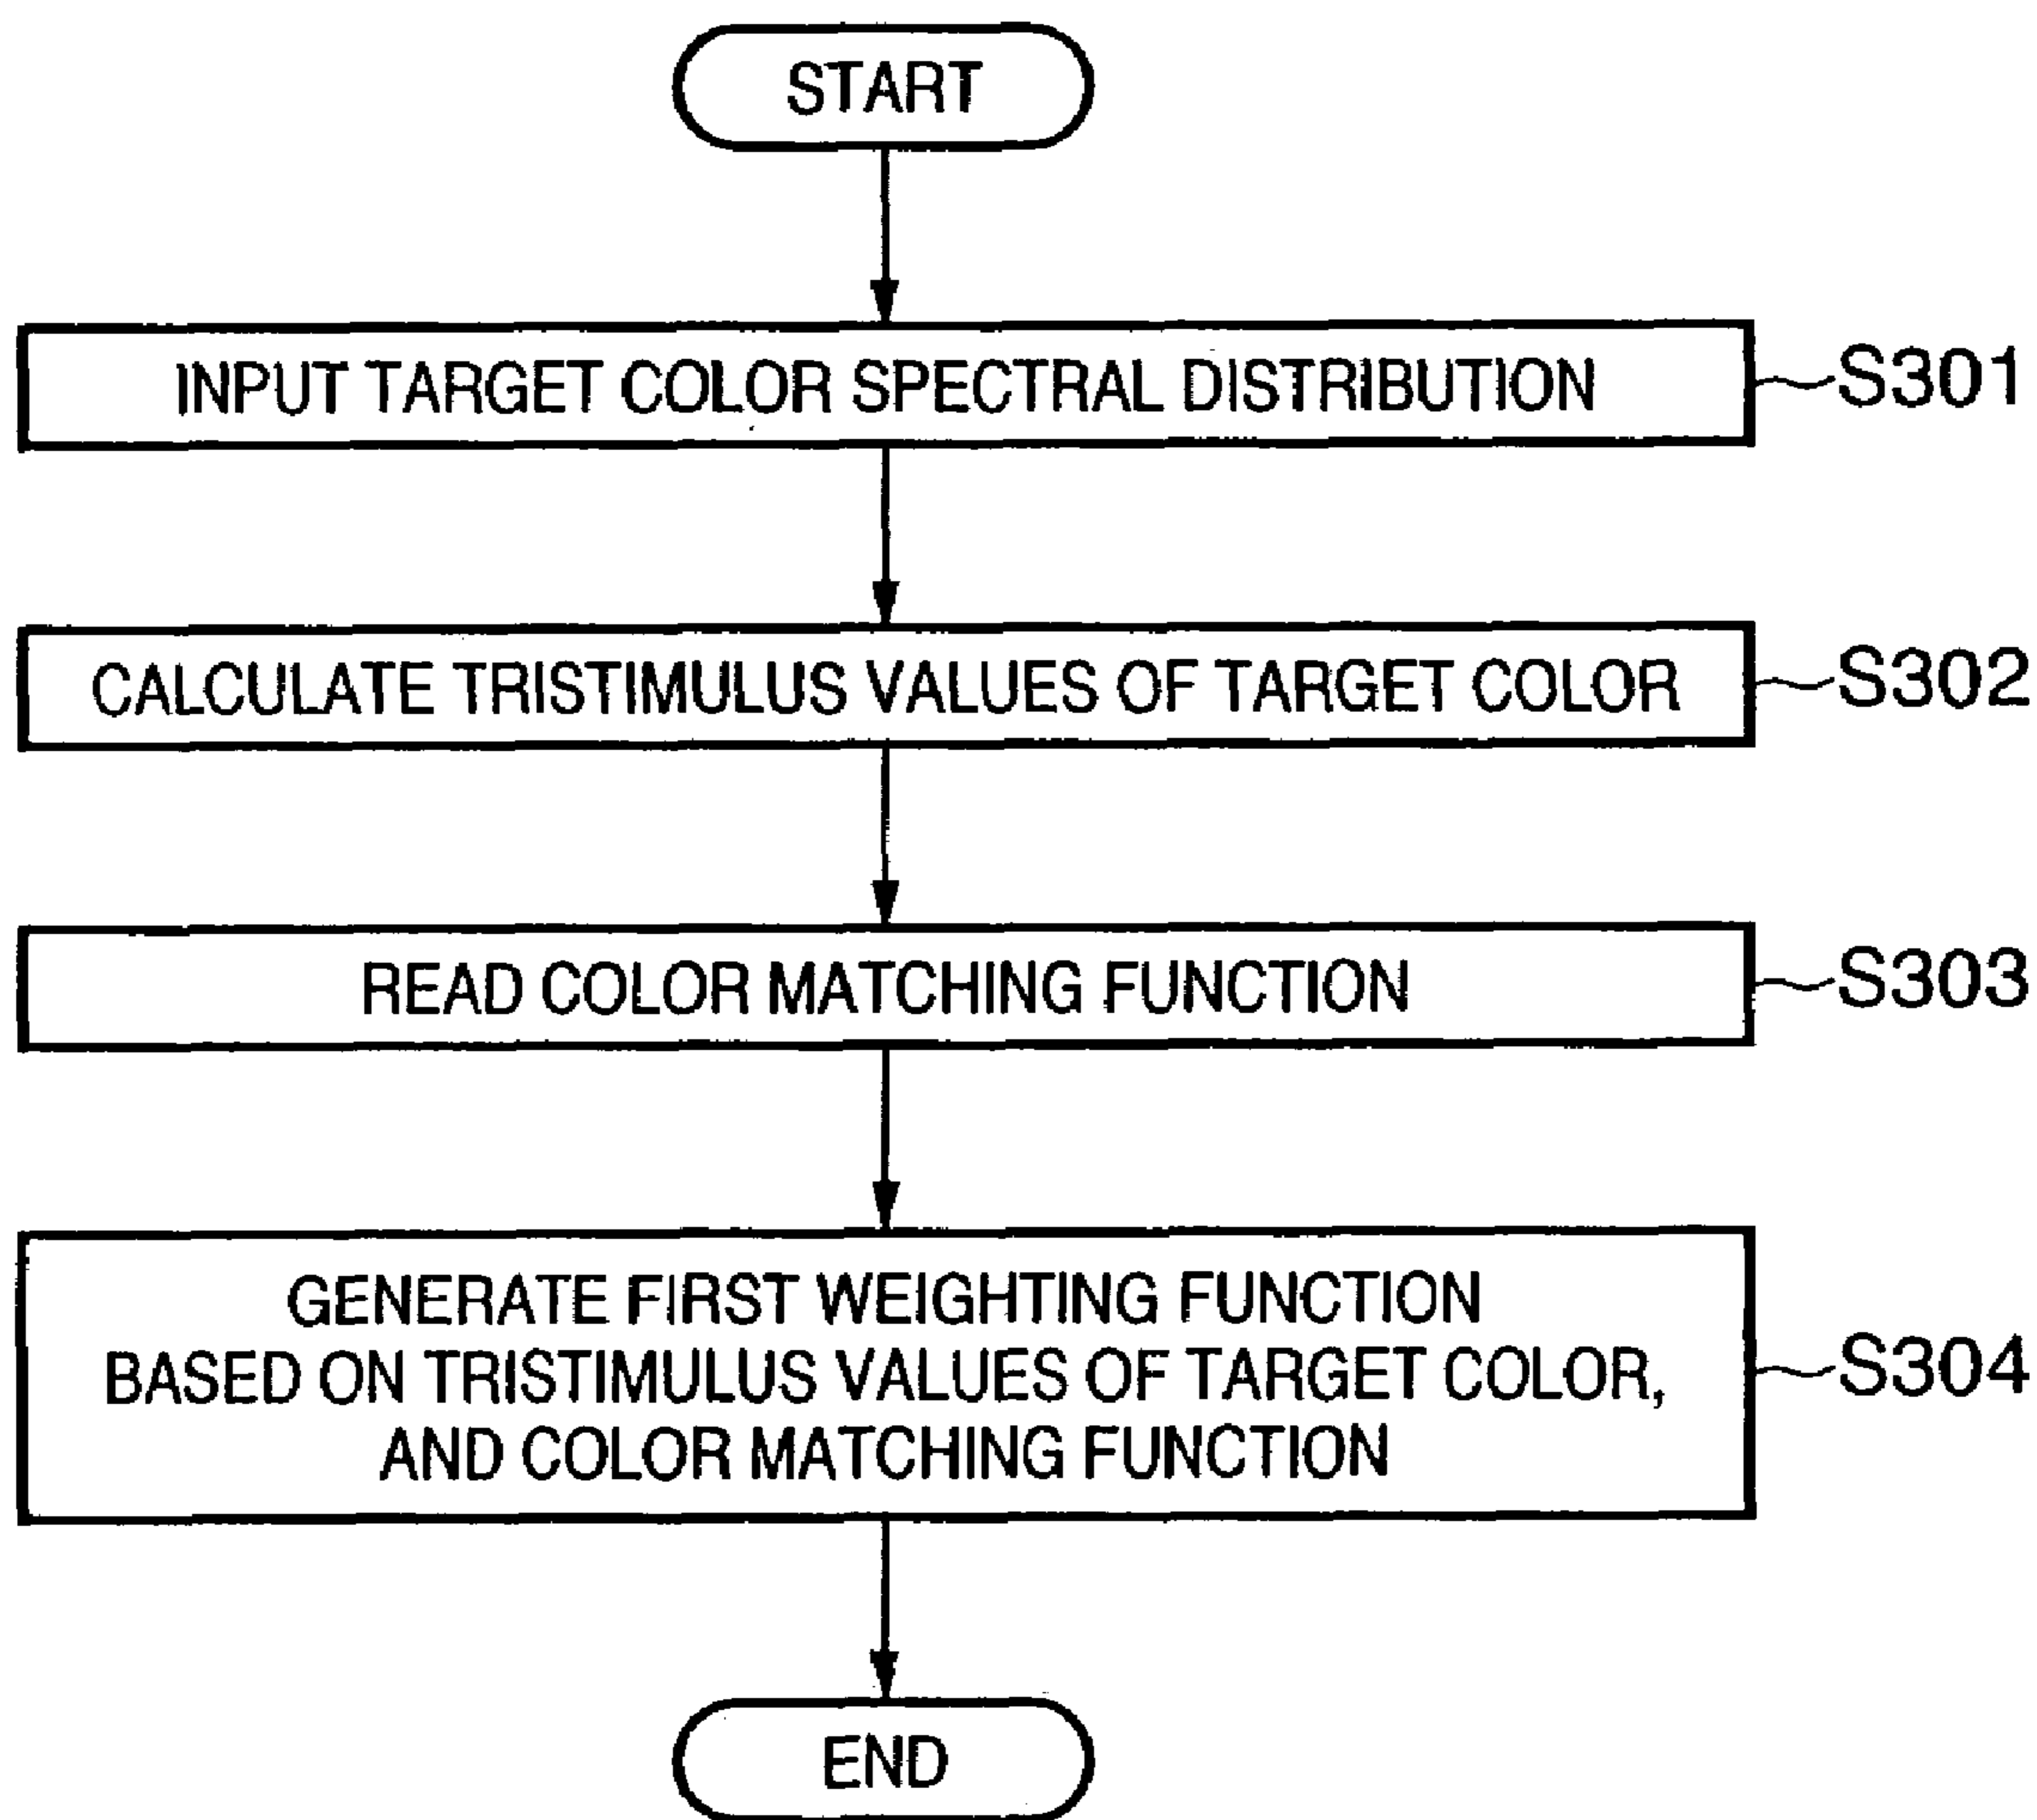 START
INPUT TARGET COLOR SPECTRAL DISTRIBUTION
S301
CALCULATE TRISTIMULUS VALUES OF TARGET COLOR
S302
READ COLOR MATCHING FUNCTION
S303
GENERATE FIRST WEIGHTING FUNCTION
BASED ON TRISTIMULUS VALUES OF TARGET COLOR,
AND COLOR MATCHING FUNCTION
S304
END